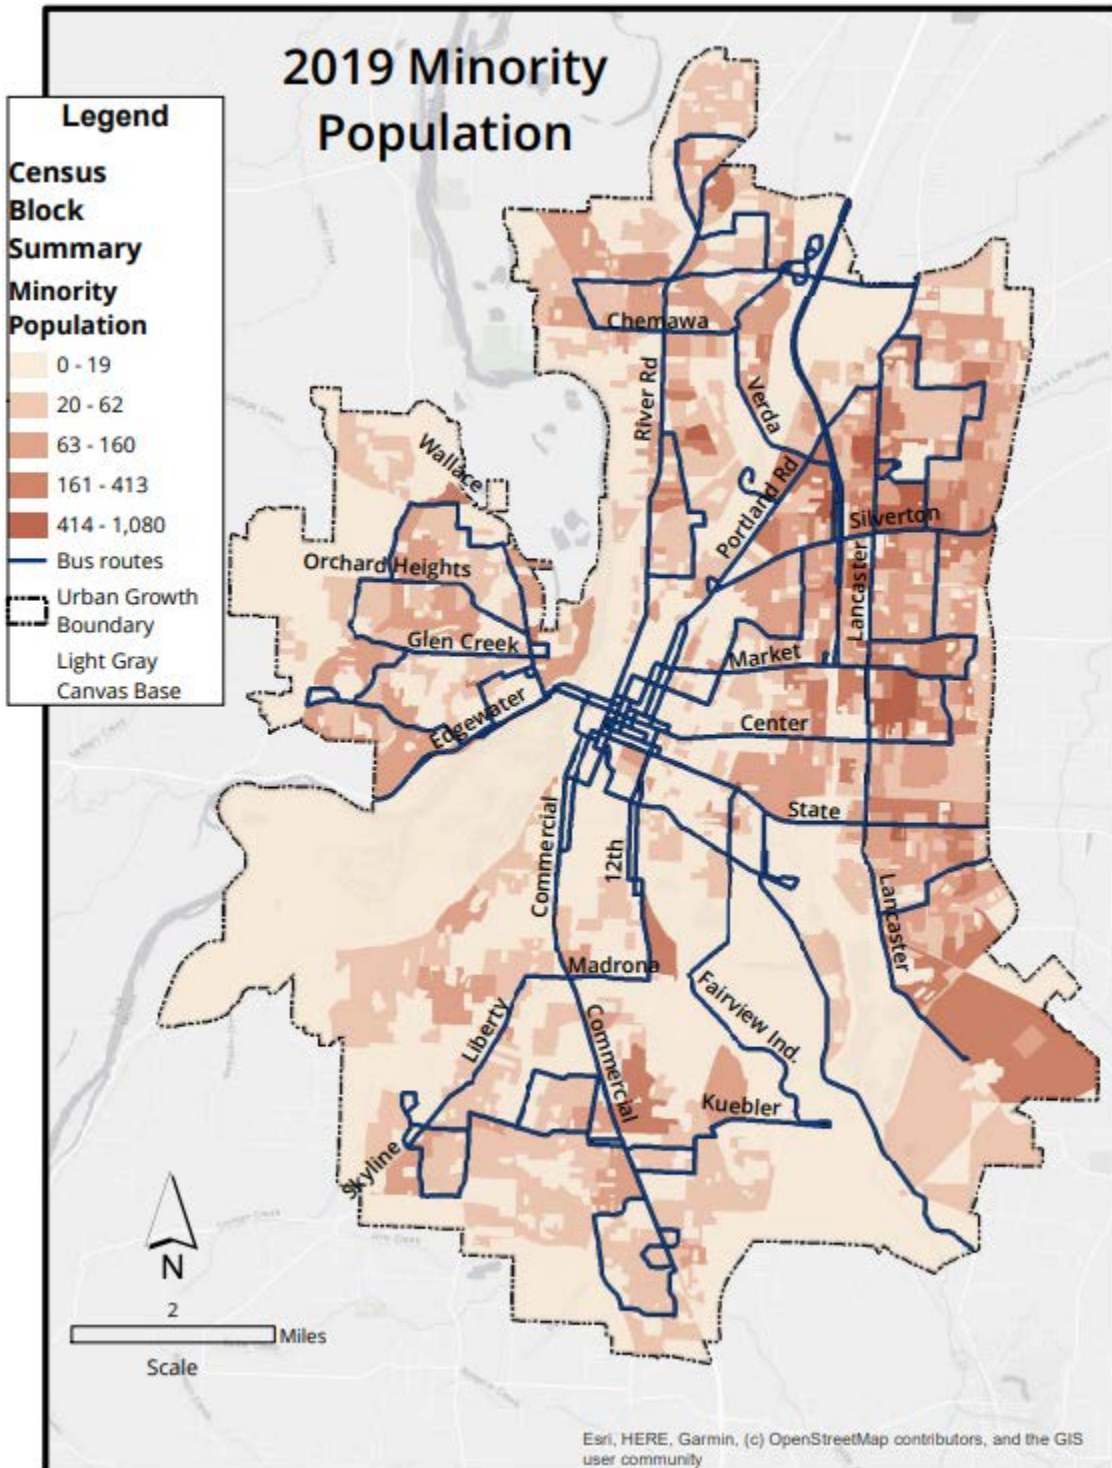 2019 Minority
Population
Legend
Census
Block
Summary
Minority
Population
0 - 19
20 - 62
63 - 160
161 - 413
414 - 1,080
Bus routes
Urban Growth
Boundary
Light Gray
Canvas Base
Chemawa
River Rd
Verda
Wallace
Portland Rd
Silverton
Orchard Heights
Lancaster
Glen Creek
Market
Edgewater
Center
State
Commercial
12th
Lancaster
Madrona
Fairview Ind.
Liberty
Commercial
Kuebler
Skyline
N
2
Miles
Scale
Esri, HERE, Garmin, (c) OpenStreetMap contributors, and the GIS
user community